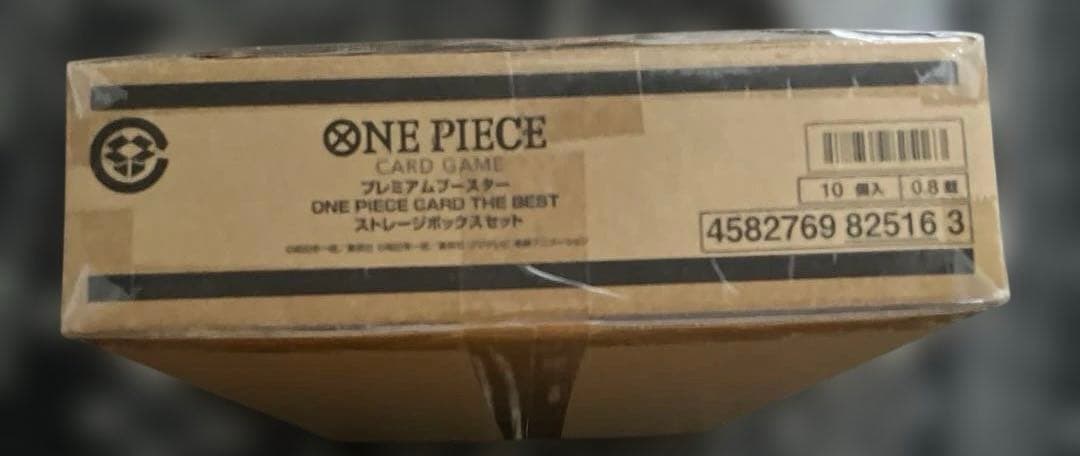 ONE PIECE
CARD GAME
プレミアムブースター
ONE PIECE CARD THE BEST
ストレージボックスセット
10 個入
0.8
4582769 82516 3